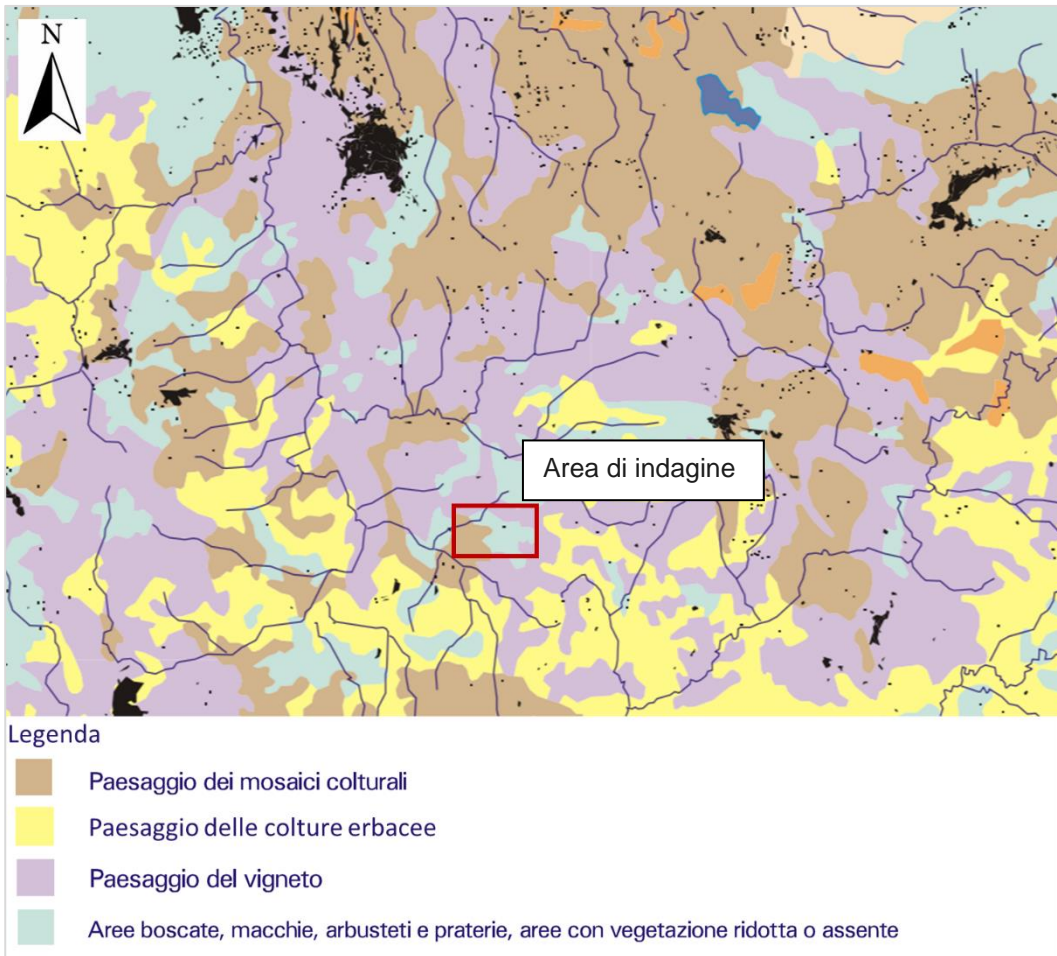 N
Area di indagine
Legenda
Paesaggio dei mosaici colturali
Paesaggio delle colture erbacee
Paesaggio del vigneto
Aree boscate, macchie, arbusteti e praterie, aree con vegetazione ridotta o assente